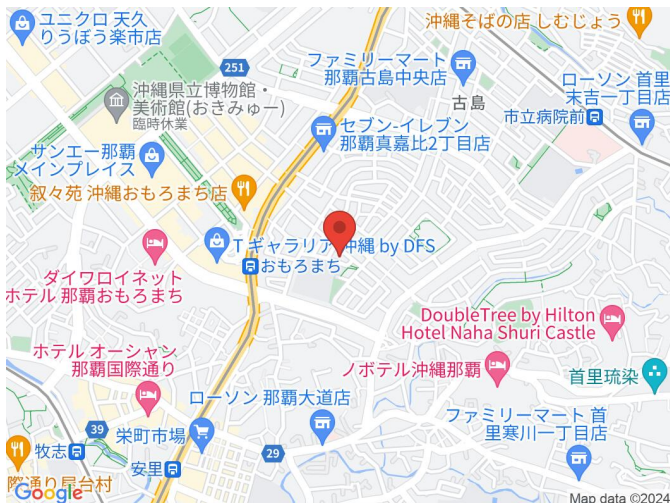 ユニクロ 天久
りうぼう楽市店
沖縄そばの店 しむじょう
251
ファミリーマート
那覇古島中央店
沖縄県立博物館・
美術館(おきみゅー)
臨時休業
古島
ローソン 首里
末吉一丁目店
市立病院前
セブン-イレブン
那覇真嘉比2丁目店
サンエー那覇
メインプレイス
叙々苑 沖縄おもろまち店
Tギャラリア 沖縄 by DFS
おもろまち
ダイワロイネット
ホテル 那覇おもろまち
DoubleTree by Hilton
Hotel Naha Shuri Castle
ホテル オーシャン
那覇国際通り
ノボテル沖縄那覇
首里琉染
ローソン 那覇大道店
39
栄町市場
ファミリーマート 首
里寒川一丁目店
牧志
安里
29
際通り屋台村
Google
Map data ©2024